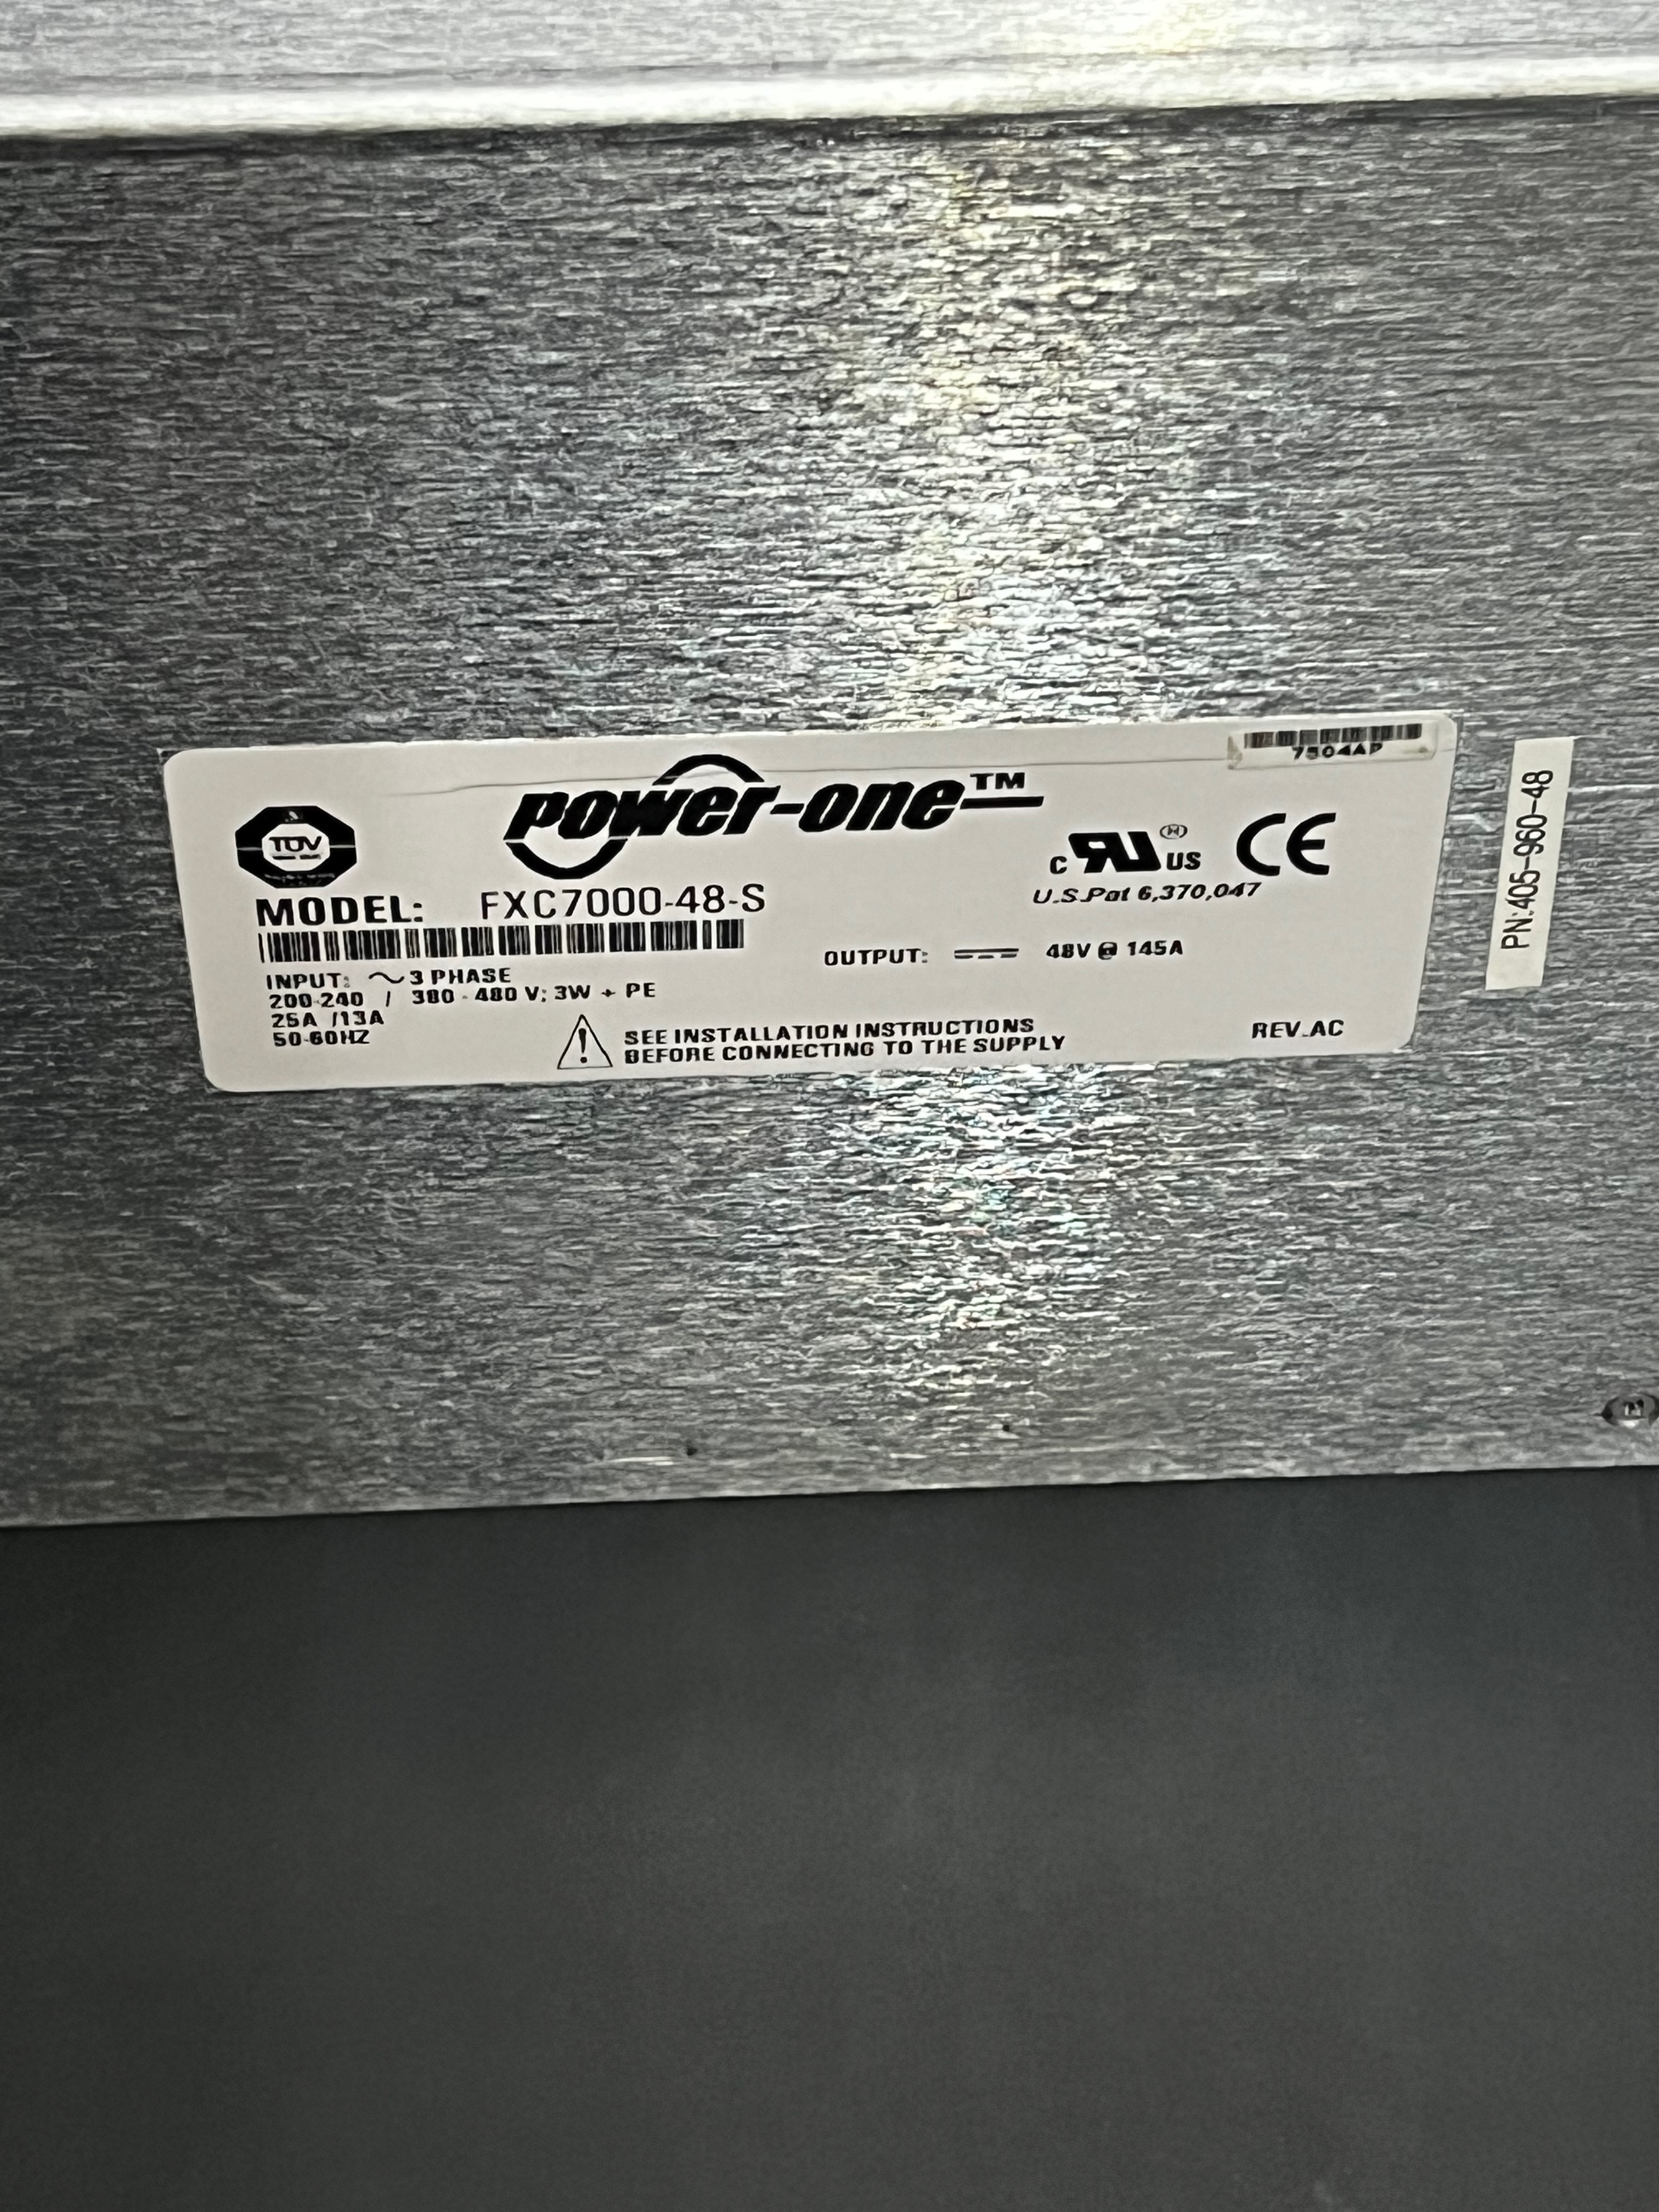 7504AP
power-one™
TÜV
c RU US
CE
U.S.Pat 6,370,047
MODEL: FXC7000-48-S
OUTPUT: 48V @ 145A
INPUT: ~ 3 PHASE
200-240 / 380 - 480 V: 3W + PE
25A /13A
50-60HZ
SEE INSTALLATION INSTRUCTIONS
BEFORE CONNECTING TO THE SUPPLY
REV.AC
PN:405-960-48